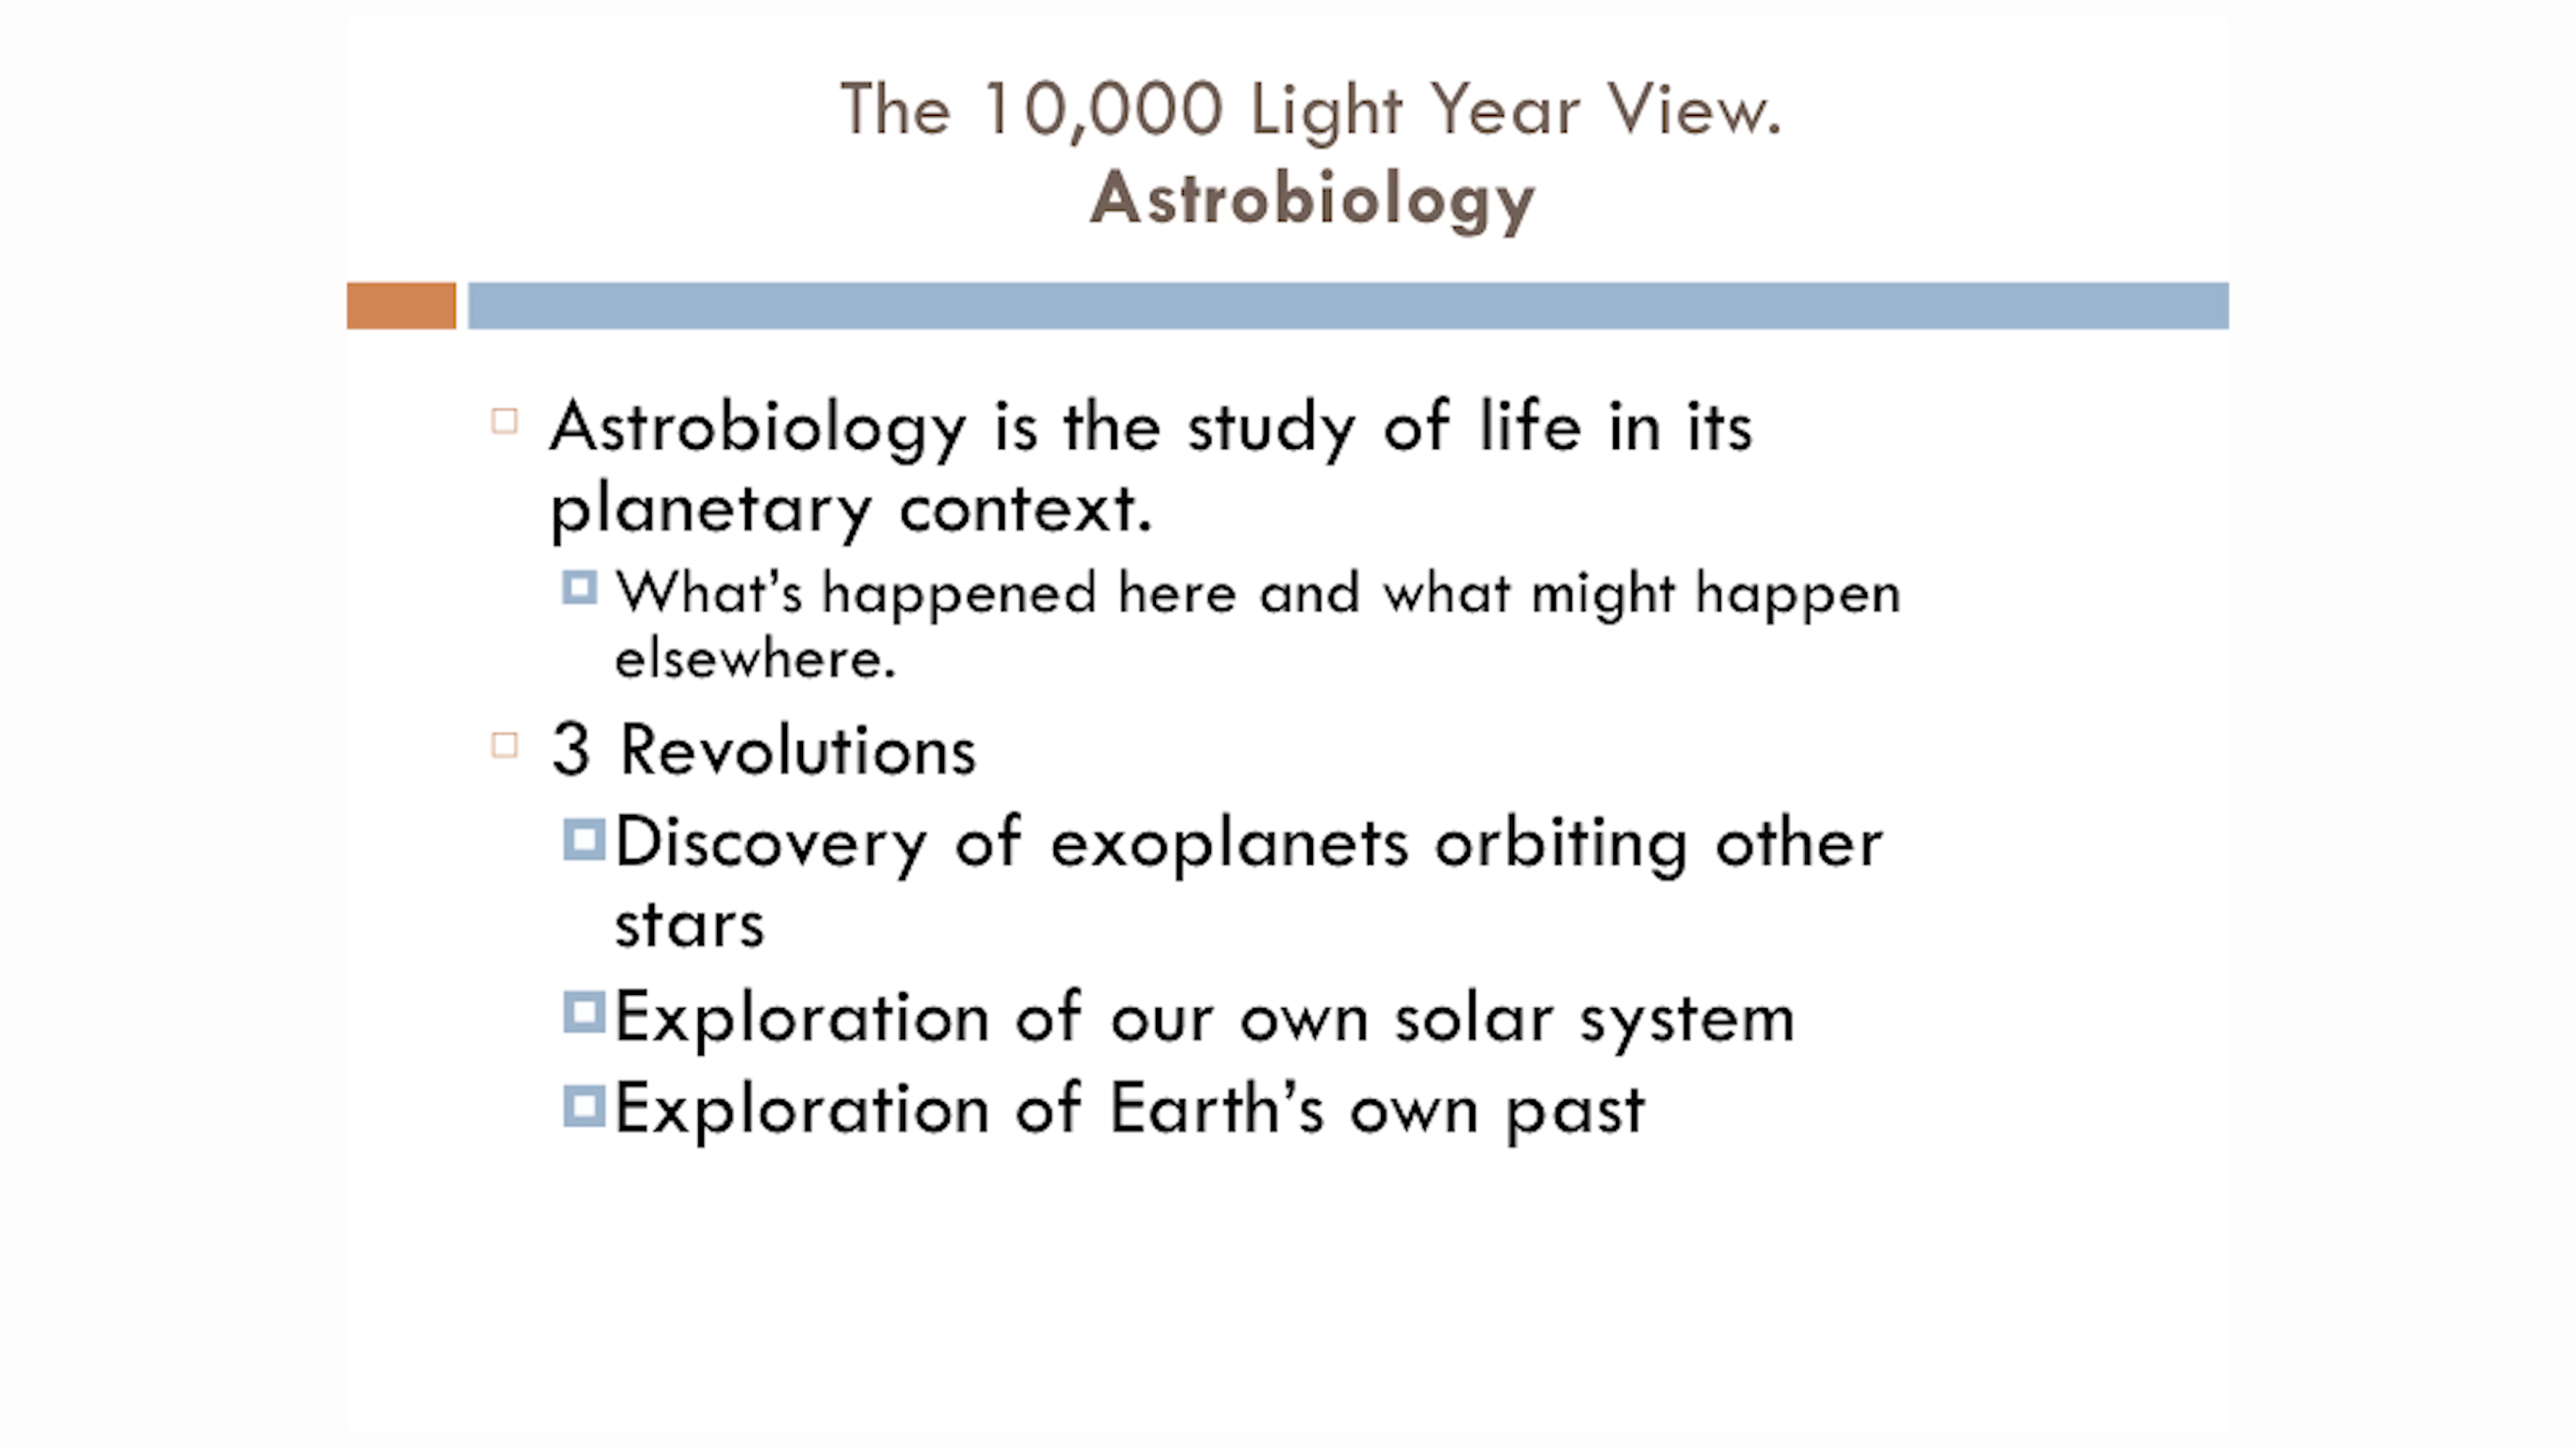 The 10,000 Light Year View.
Astrobiology
Astrobiology is the study of life in its
planetary context.
What’s happened here and what might happen
elsewhere.
3 Revolutions
Discovery of exoplanets orbiting other
stars
Exploration of our own solar system
Exploration of Earth’s own past